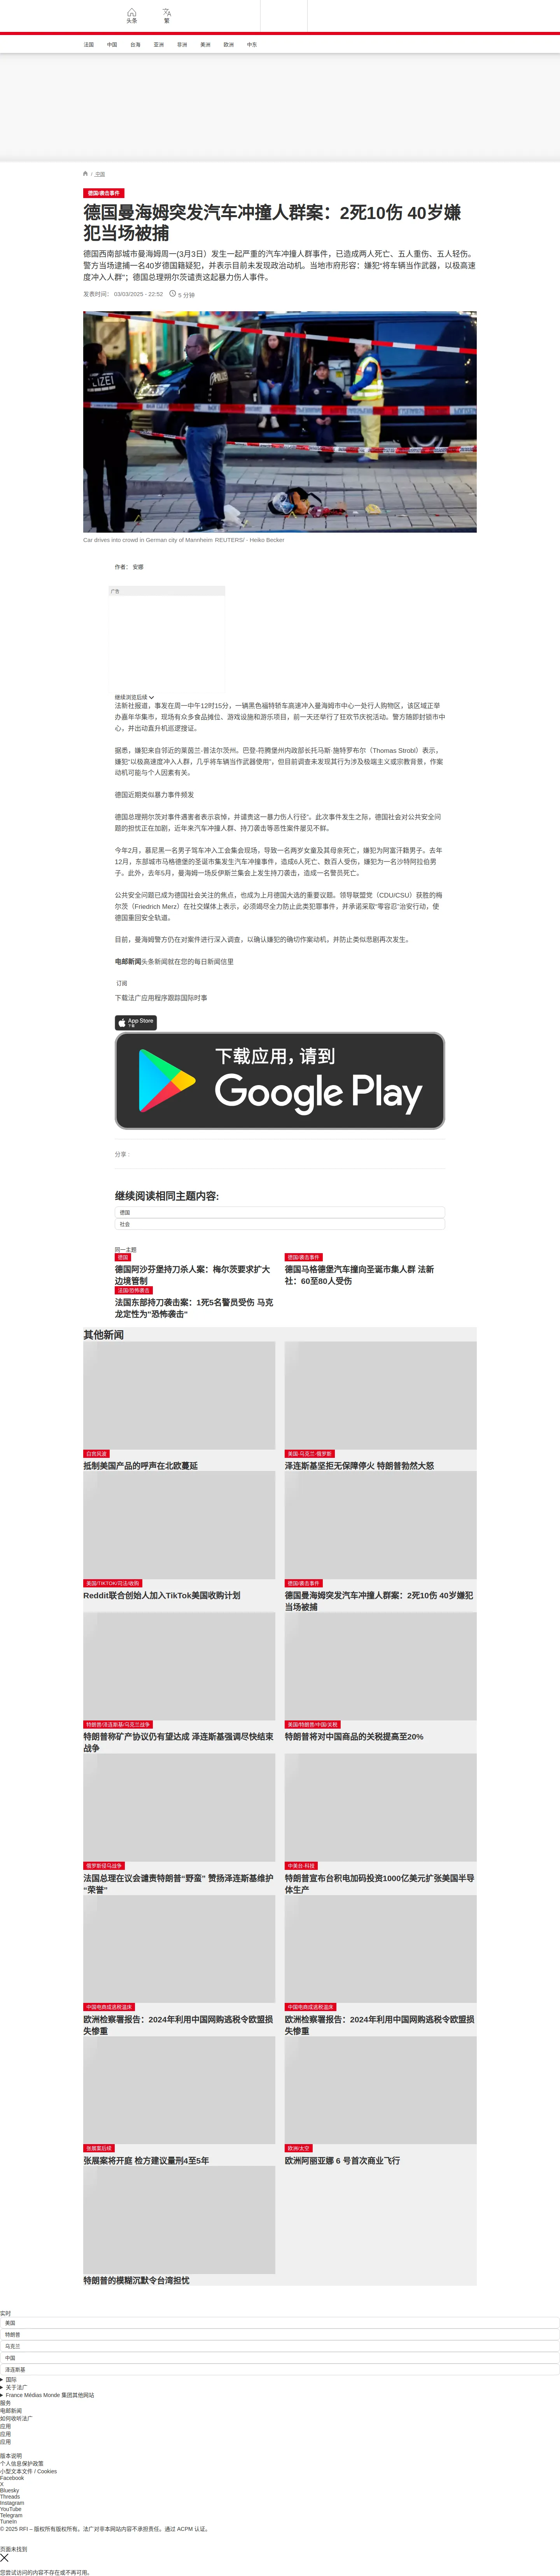 头条
繁
法国
中国
台海
亚洲
非洲
美洲
欧洲
中东
/ 中国
德国/袭击事件
德国曼海姆突发汽车冲撞人群案：2死10伤 40岁嫌
犯当场被捕
德国西南部城市曼海姆周一(3月3日）发生一起严重的汽车冲撞人群事件，已造成两人死亡、五人重伤、五人轻伤。
警方当场逮捕一名40岁德国籍疑犯，并表示目前未发现政治动机。当地市府形容：嫌犯“将车辆当作武器，以极高速
度冲入人群”；德国总理朔尔茨谴责这起暴力伤人事件。
发表时间： 03/03/2025 - 22:52
5 分钟
LIZEI
Car drives into crowd in German city of Mannheim REUTERS/ - Heiko Becker
作者： 安娜
广告
继续浏览后续
法新社报道，事发在周一中午12时15分，一辆黑色福特轿车高速冲入曼海姆市中心一处行人购物区，该区域正举
办嘉年华集市，现场有众多食品摊位、游戏设施和游乐项目，前一天还举行了狂欢节庆祝活动。警方随即封锁市中
心，并出动直升机巡逻搜证。
据悉，嫌犯来自邻近的莱茵兰-普法尔茨州。巴登-符腾堡州内政部长托马斯·施特罗布尔（Thomas Strobl）表示，
嫌犯“以极高速度冲入人群，几乎将车辆当作武器使用”，但目前调查未发现其行为涉及极端主义或宗教背景，作案
动机可能与个人因素有关。
德国近期类似暴力事件频发
德国总理朔尔茨对事件遇害者表示哀悼，并谴责这一暴力伤人行径”。此次事件发生之际，德国社会对公共安全问
题的担忧正在加剧，近年来汽车冲撞人群、持刀袭击等恶性案件屡见不鲜。
今年2月，慕尼黑一名男子驾车冲入工会集会现场，导致一名两岁女童及其母亲死亡，嫌犯为阿富汗籍男子。去年
12月，东部城市马格德堡的圣诞市集发生汽车冲撞事件，造成6人死亡、数百人受伤，嫌犯为一名沙特阿拉伯男
子。此外，去年5月，曼海姆一场反伊斯兰集会上发生持刀袭击，造成一名警员死亡。
公共安全问题已成为德国社会关注的焦点，也成为上月德国大选的重要议题。领导联盟党（CDU/CSU）获胜的梅
尔茨（Friedrich Merz）在社交媒体上表示，必须竭尽全力防止此类犯罪事件，并承诺采取“零容忍”治安行动，使
德国重回安全轨道。
目前，曼海姆警方仍在对案件进行深入调查，以确认嫌犯的确切作案动机，并防止类似悲剧再次发生。
电邮新闻头条新闻就在您的每日新闻信里
订阅
下载法广应用程序跟踪国际时事
App Store
下载
下载应用，请到
Google Play
分享 :
继续阅读相同主题内容:
德国
社会
同一主题
德国
德国阿沙芬堡持刀杀人案：梅尔茨要求扩大
边境管制
德国/袭击事件
德国马格德堡汽车撞向圣诞市集人群 法新
社：60至80人受伤
法国/恐怖袭击
法国东部持刀袭击案：1死5名警员受伤 马克
龙定性为"恐怖袭击"
其他新闻
白宫风波
抵制美国产品的呼声在北欧蔓延
美国-乌克兰-俄罗斯
泽连斯基坚拒无保障停火 特朗普勃然大怒
美国/TIKTOK/司法/收购
Reddit联合创始人加入TikTok美国收购计划
德国/袭击事件
德国曼海姆突发汽车冲撞人群案：2死10伤 40岁嫌犯
当场被捕
特朗普/泽连斯基/乌克兰战争
特朗普称矿产协议仍有望达成 泽连斯基强调尽快结束
战争
美国/特朗普/中国/关税
特朗普将对中国商品的关税提高至20%
俄罗斯侵乌战争
法国总理在议会谴责特朗普“野蛮” 赞扬泽连斯基维护
“荣誉”
中美台-科技
特朗普宣布台积电加码投资1000亿美元扩张美国半导
体生产
中国电商成逃税温床
欧洲检察署报告：2024年利用中国网购逃税令欧盟损
失惨重
中国电商成逃税温床
欧洲检察署报告：2024年利用中国网购逃税令欧盟损
失惨重
张展案后续
张展案将开庭 检方建议量刑4至5年
欧洲/太空
欧洲阿丽亚娜 6 号首次商业飞行
特朗普的模糊沉默令台湾担忧
实时
美国
特朗普
乌克兰
中国
泽连斯基
国际
关于法广
France Médias Monde 集团其他网站
服务
电邮新闻
如何收听法广
应用
应用
应用
版本说明
个人信息保护政策
小型文本文件 / Cookies
Facebook
X
Bluesky
Threads
Instagram
YouTube
Telegram
TuneIn
© 2025 RFI – 版权所有版权所有。法广对非本网站内容不承担责任。通过 ACPM 认证。
页面未找到
您尝试访问的内容不存在或不再可用。